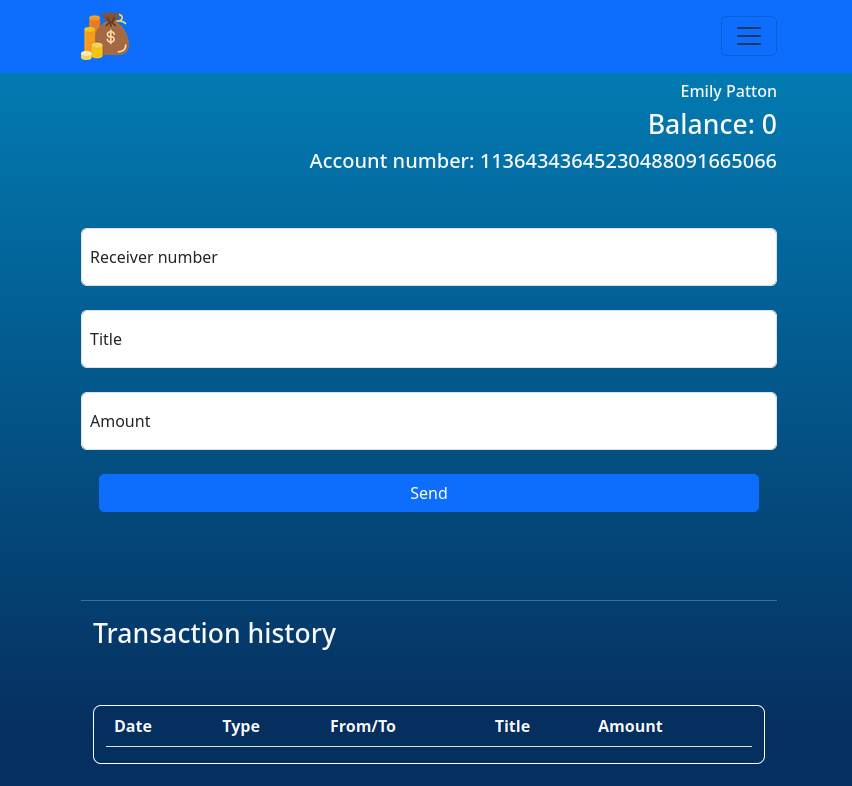 $
Emily Patton
Balance: 0
Account number: 11364343645230488091665066
Receiver number
Title
Amount
Send
Transaction history
Date Type From/To Title Amount